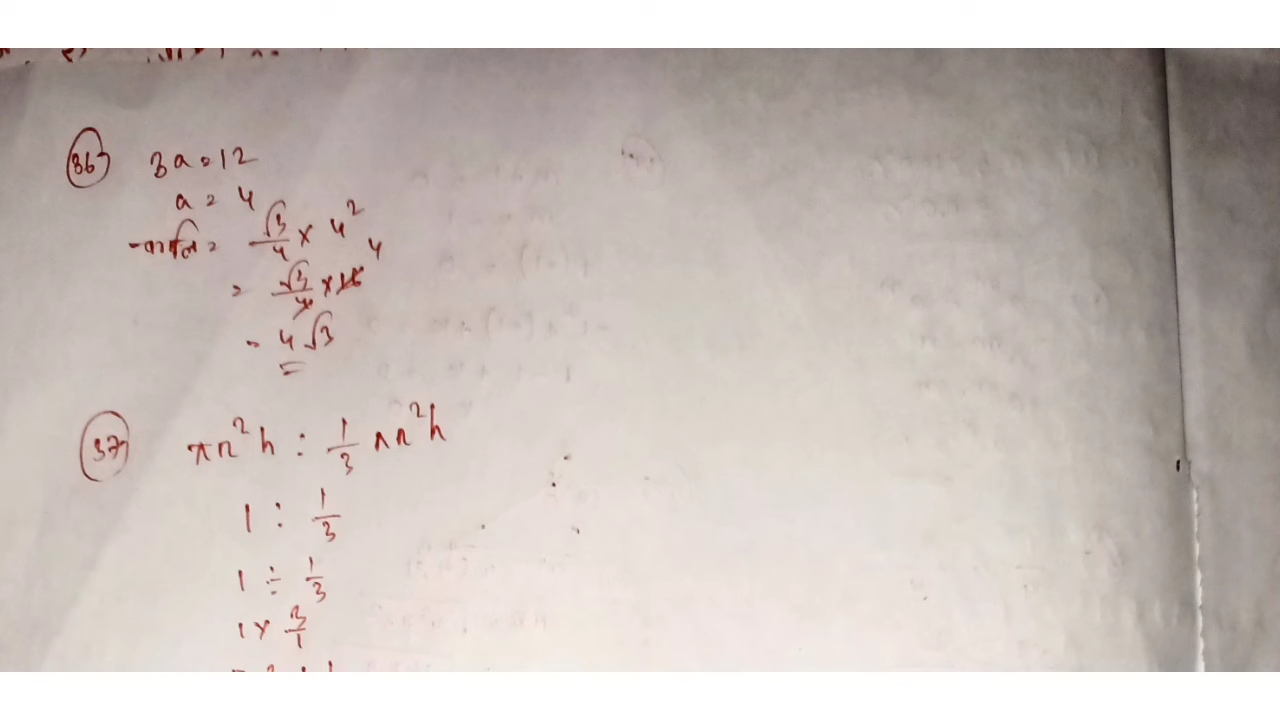 36 3a = 12
a = 4
= √3/4 × 4²
= √3/4 × 16 4
= 4√3
37 πr²h : 1/3 πr²h
1 : 1/3
1 ÷ 1/3
1 × 3/1